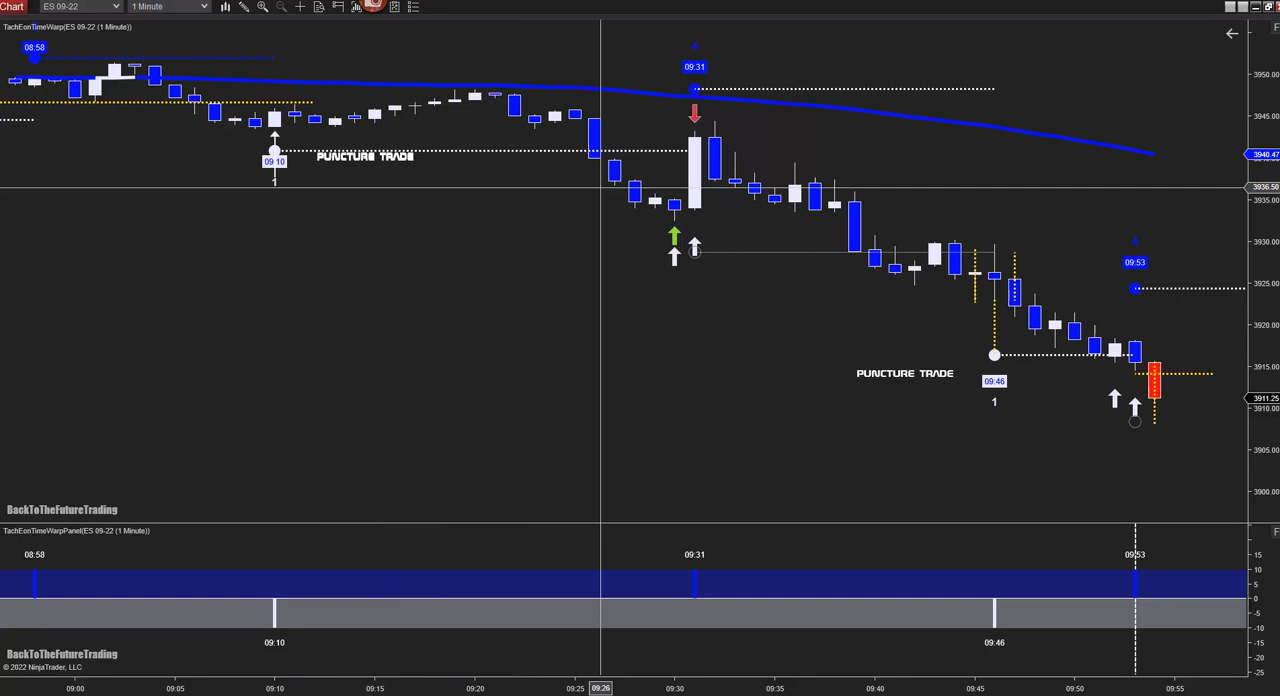 Chart ES 09-22 1 Minute
TachEonTimeWarp(ES 09-22 (1 Minute))
08:58
09:31
3950.00
3945.00
09 10
1
PUNCTURE TRADE
3940.47
3936.50
3930.00
09:53
3925.00
3920.00
3915.00
PUNCTURE TRADE
09:46
1
3911.25
3910.00
3905.00
3900.00
BackToTheFutureTrading
TachEonTimeWarpPanel(ES 09-22 (1 Minute))
08:58 09:31 09:53
15
10
5
0
-5
-10
-15
-20
-25
09:10 09:46
BackToTheFutureTrading
© 2022 NinjaTrader, LLC
09:00 09:05 09:10 09:15 09:20 09:25 09:26 09:30 09:35 09:40 09:45 09:50 09:55